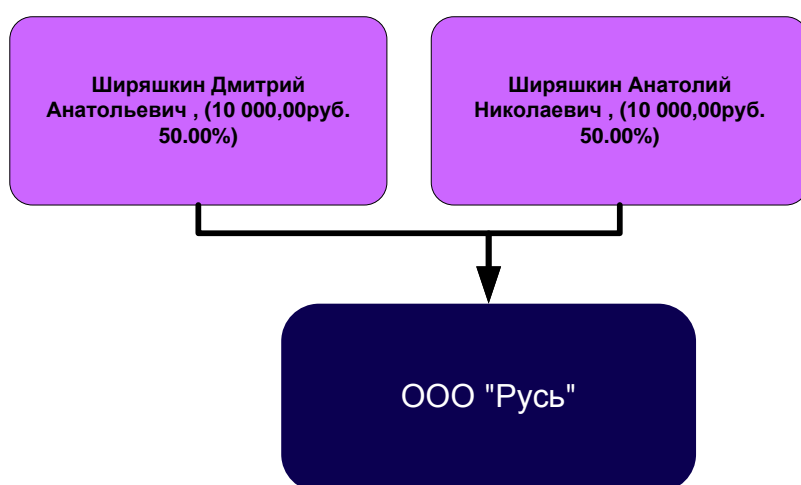 Ширяшкин Дмитрий
Анатольевич , (10 000,00руб.
50.00%)
Ширяшкин Анатолий
Николаевич , (10 000,00руб.
50.00%)
ООО "Русь"